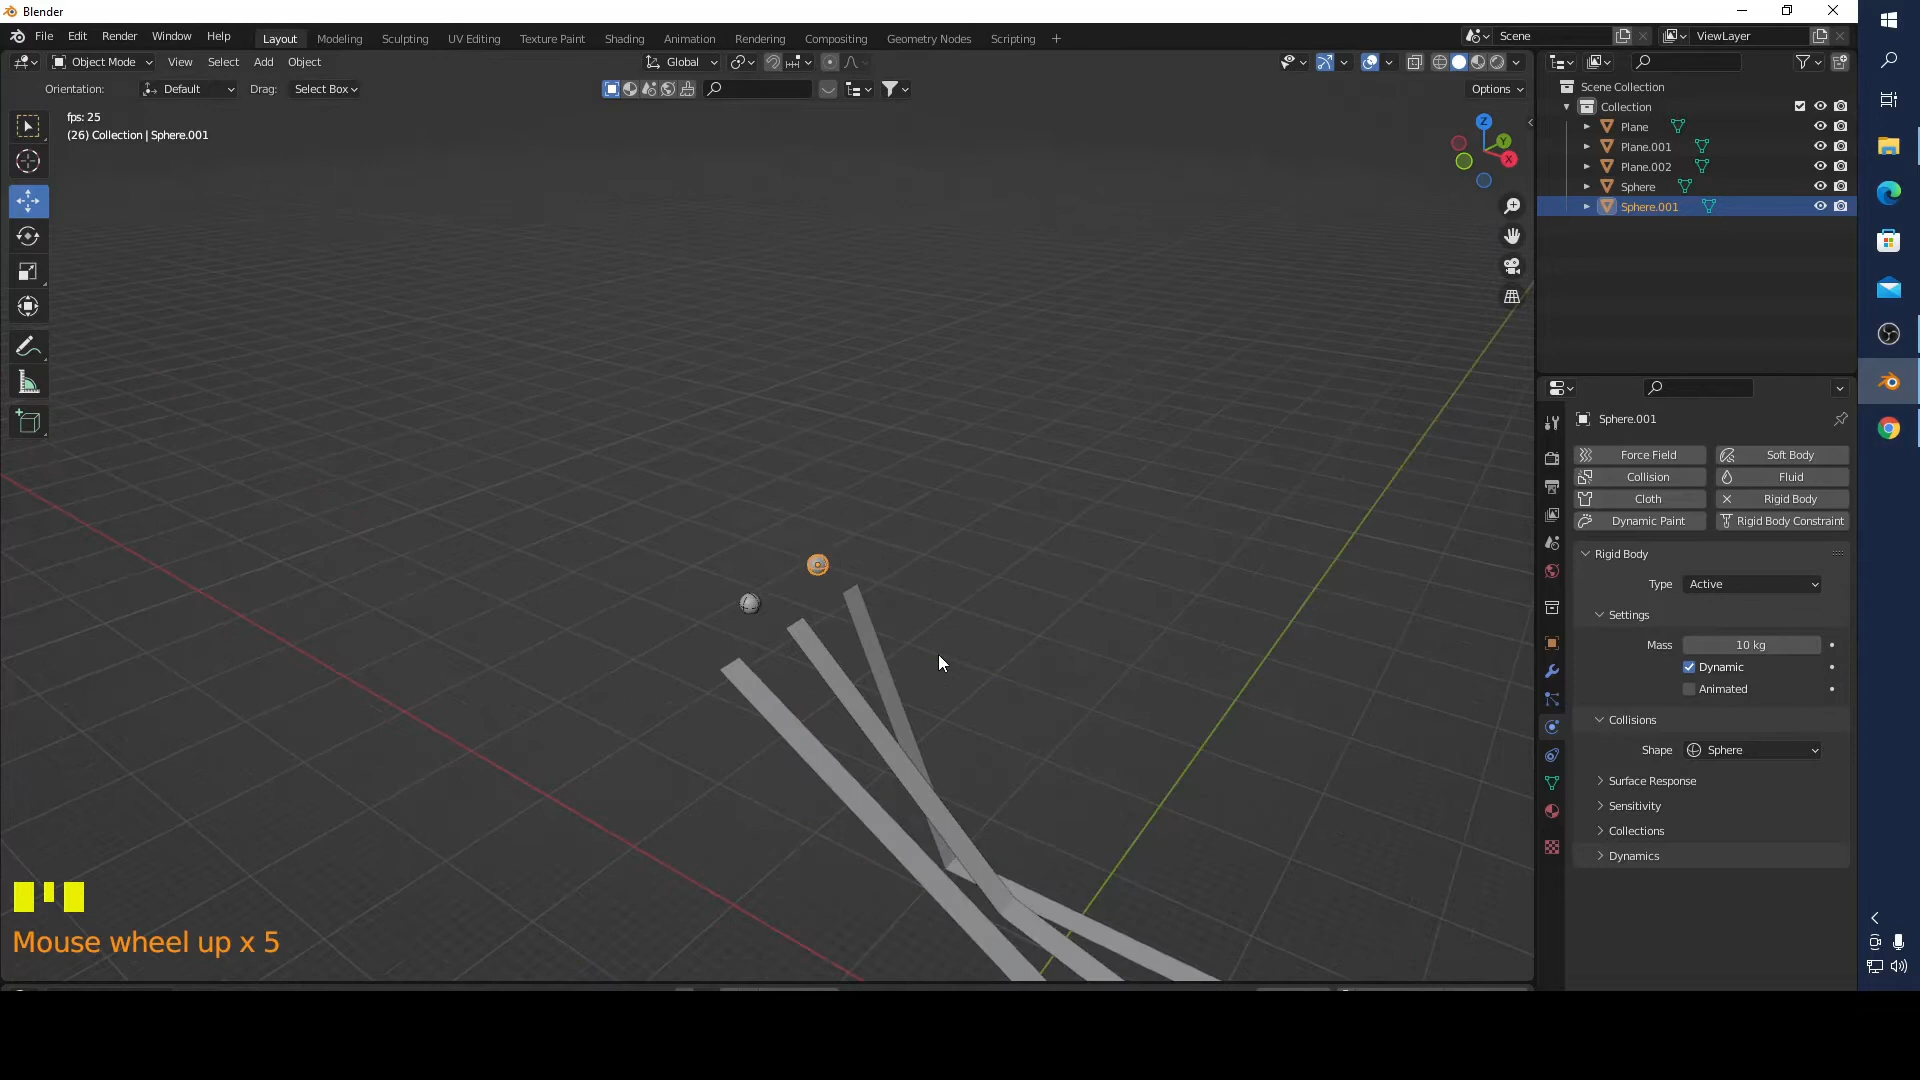 Blender
File Edit Render Window Help
Layout Modeling Sculpting UV Editing Texture Paint Shading Animation Rendering Compositing Geometry Nodes Scripting +
Scene
ViewLayer
Object Mode View Select Add Object
Global
Orientation: Default Drag: Select Box
Options
fps: 25
(26) Collection | Sphere.001
Z
Y
X
Scene Collection
Collection
Plane
Plane.001
Plane.002
Sphere
Sphere.001
Sphere.001
Force Field Soft Body
Collision Fluid
Cloth Rigid Body
Dynamic Paint Rigid Body Constraint
Rigid Body
Type Active
Settings
Mass 10 kg
Dynamic
Animated
Collisions
Shape Sphere
Surface Response
Sensitivity
Collections
Dynamics
Mouse wheel up x 5